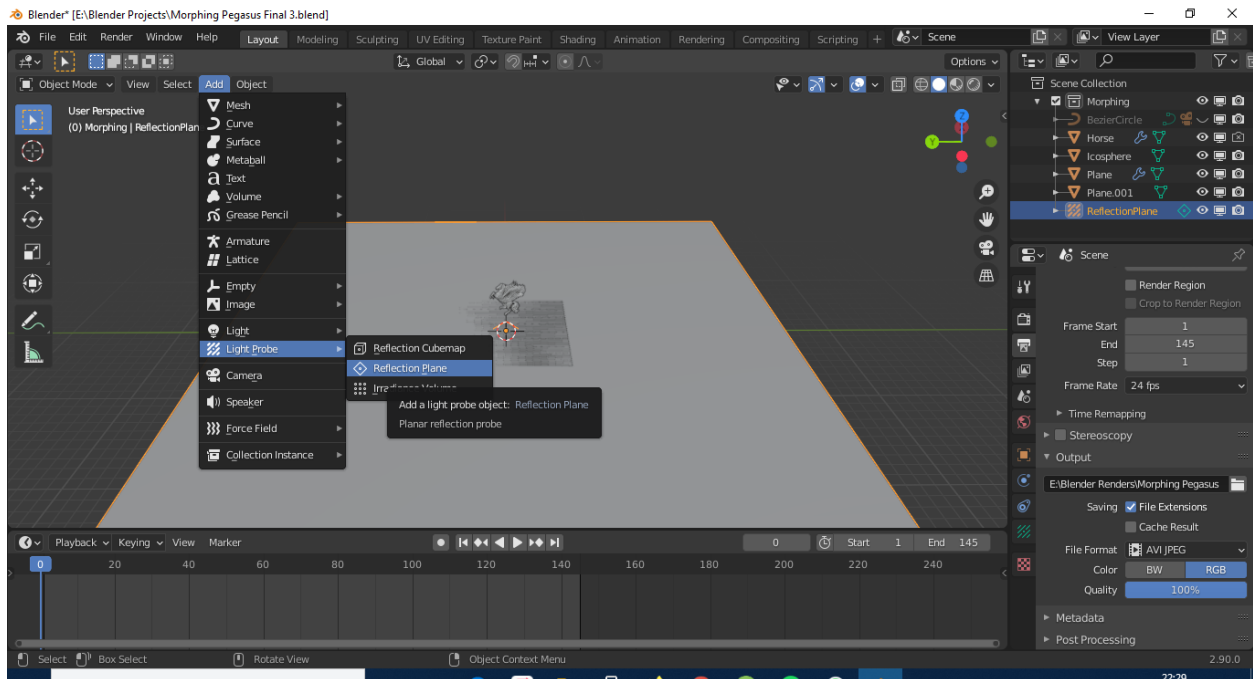 Blender* [E:\Blender Projects\Morphing Pegasus Final 3.blend]
File Edit Render Window Help Layout Modeling Sculpting UV Editing Texture Paint Shading Animation Rendering Compositing Scripting + Scene View Layer
Global Options
Object Mode View Select Add Object
User Perspective
(0) Morphing | ReflectionPlan
Mesh
Curve
Surface
Metaball
Text
Volume
Grease Pencil
Armature
Lattice
Empty
Image
Light
Light Probe
Camera
Speaker
Force Field
Collection Instance
Reflection Cubemap
Reflection Plane
Irradiance Volume
Add a light probe object: Reflection Plane
Planar reflection probe
Y
Z
Scene Collection
Morphing
BezierCircle
Horse
Icosphere
Plane
Plane.001
ReflectionPlane
Scene
Render Region
Crop to Render Region
Frame Start 1
End 145
Step 1
Frame Rate 24 fps
Time Remapping
Stereoscopy
Output
E:\Blender Renders\Morphing Pegasus
Saving File Extensions
Cache Result
File Format AVI JPEG
Color BW RGB
Quality 100%
Metadata
Post Processing
Playback Keying View Marker 0 Start 1 End 145
0 20 40 60 80 100 120 140 160 180 200 220 240
Select Box Select Rotate View Object Context Menu 2.90.0
22:29